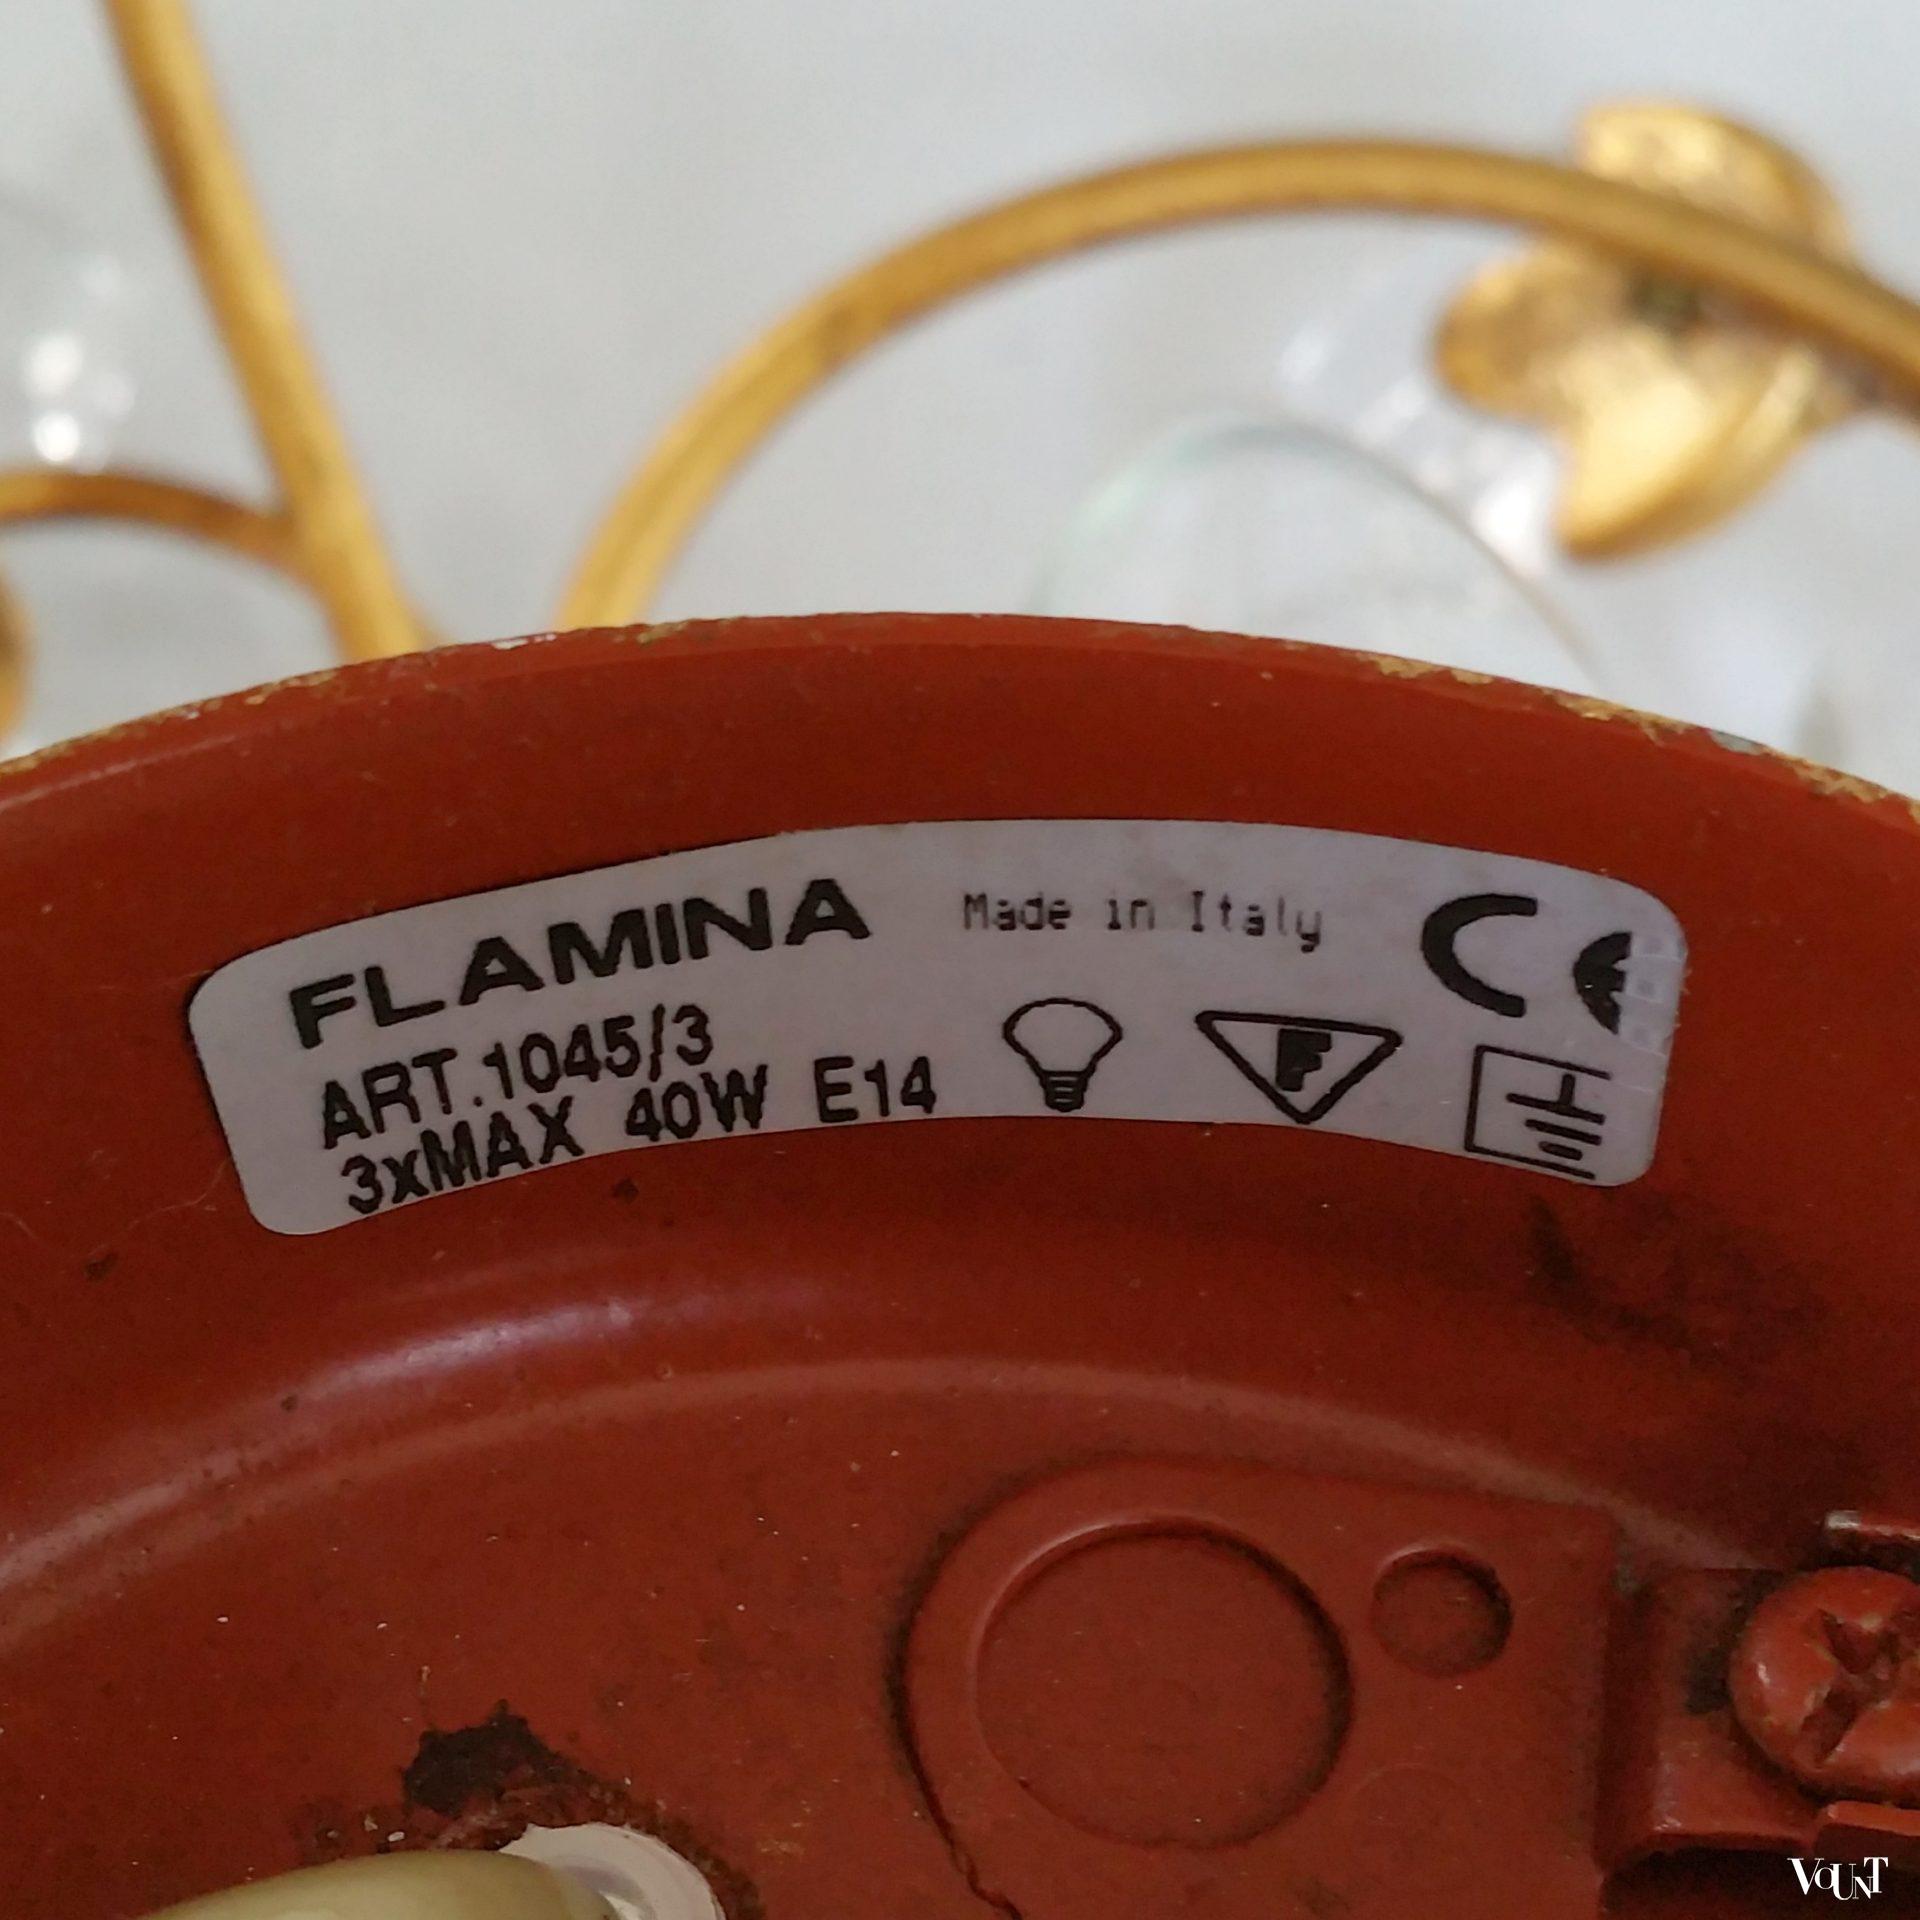 FLAMINA Made in Italy CE
ART.1045/3
3xMAX 40W E14 F
VOUNT